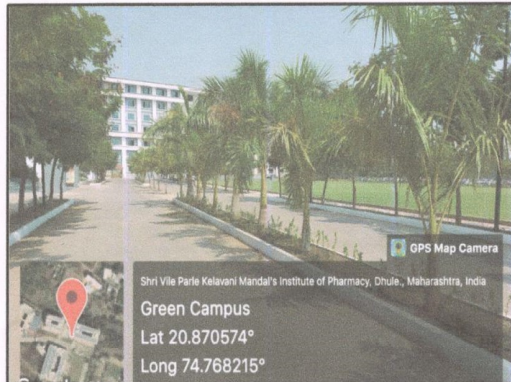 GPS Map Camera
Shri Vile Parle Kelavani Mandal's Institute of Pharmacy, Dhule., Maharashtra, India
Green Campus
Lat 20.870574°
Long 74.768215°